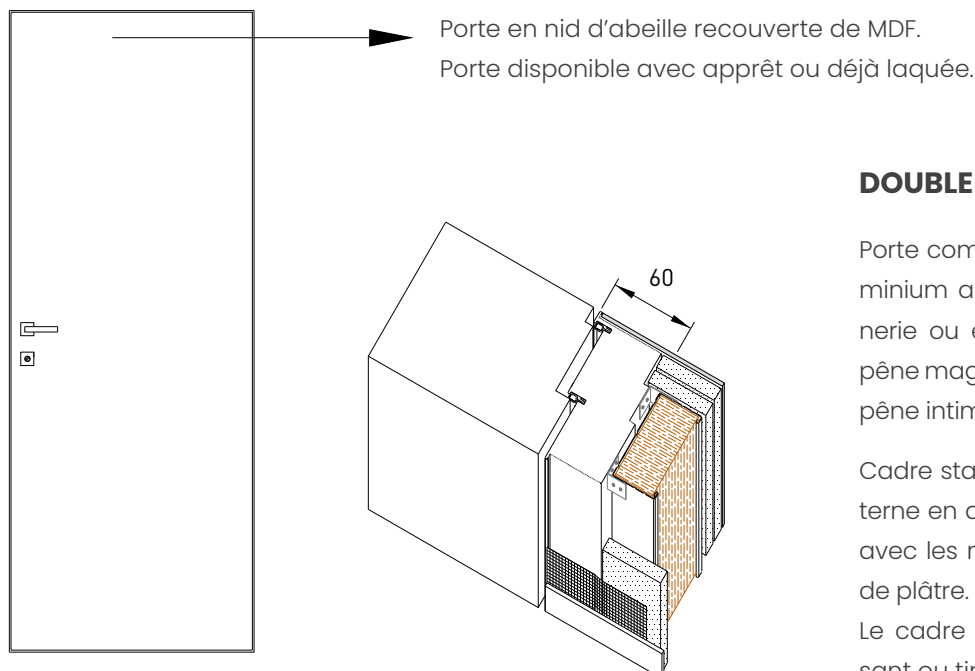 Porte en nid d’abeille recouverte de MDF.
Porte disponible avec apprêt ou déjà laquée.
60
DOUBLE
Porte com
minium a
nerie ou e
pêne mag
pêne intim
Cadre sta
terne en a
avec les r
de plâtre.
Le cadre
sant ou tir